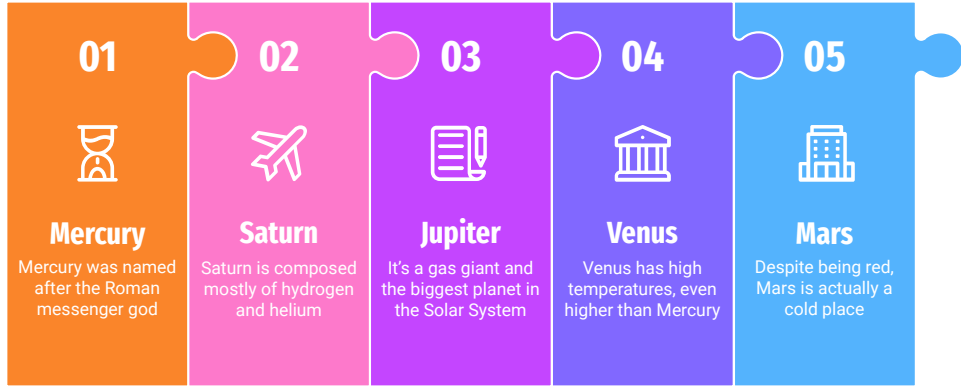 01
Mercury
Mercury was named
after the Roman
messenger god
02
Saturn
Saturn is composed
mostly of hydrogen
and helium
03
Jupiter
It’s a gas giant and
the biggest planet in
the Solar System
04
Venus
Venus has high
temperatures, even
higher than Mercury
05
Mars
Despite being red,
Mars is actually a
cold place